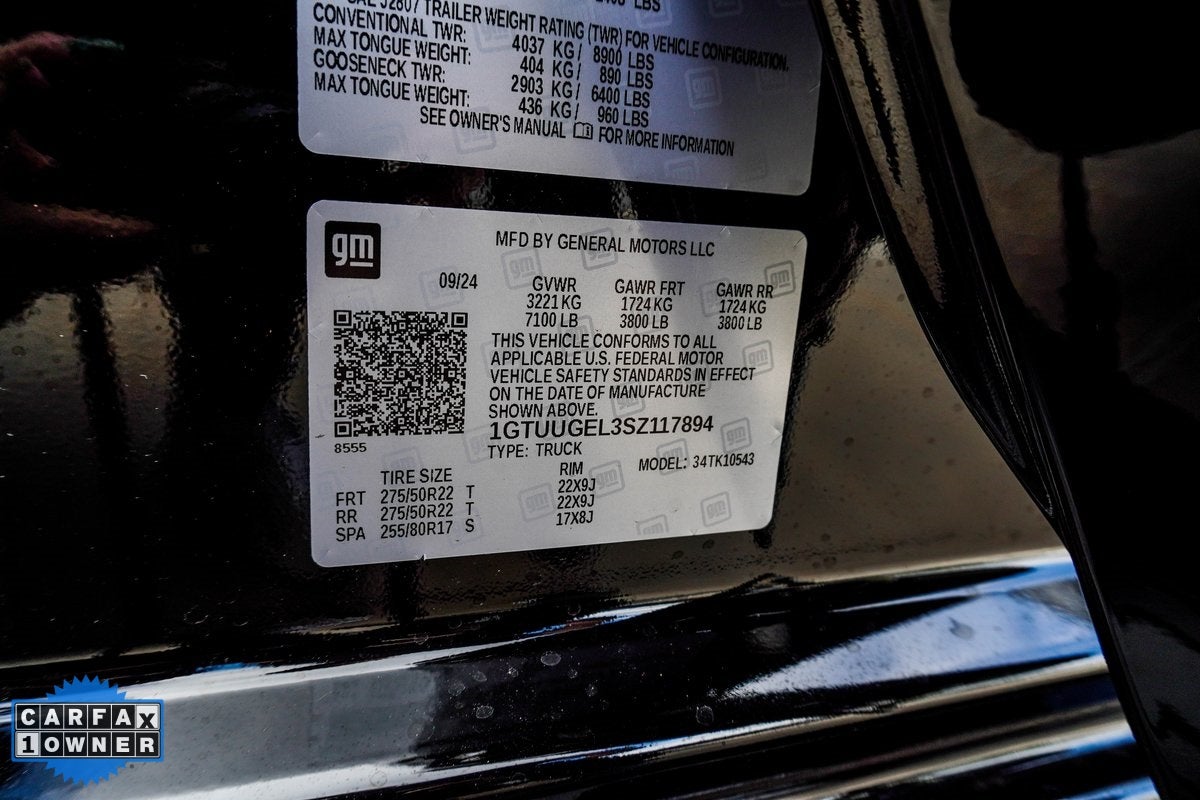 J2807 TRAILER WEIGHT RATING (TWR) FOR VEHICLE CONFIGURATION.
CONVENTIONAL TWR: 4037 KG/ 8900 LBS
MAX TONGUE WEIGHT: 404 KG/ 890 LBS
GOOSENECK TWR: 2903 KG/ 6400 LBS
MAX TONGUE WEIGHT: 436 KG/ 960 LBS
SEE OWNER'S MANUAL FOR MORE INFORMATION
gm
MFD BY GENERAL MOTORS LLC
09/24 GVWR GAWR FRT GAWR RR
3221 KG 1724 KG 1724 KG
7100 LB 3800 LB 3800 LB
THIS VEHICLE CONFORMS TO ALL
APPLICABLE U.S. FEDERAL MOTOR
VEHICLE SAFETY STANDARDS IN EFFECT
ON THE DATE OF MANUFACTURE
SHOWN ABOVE.
1GTUUGEL3SZ117894
8555
TYPE: TRUCK
MODEL: 34TK10543
TIRE SIZE RIM
FRT 275/50R22 T 22X9J
RR 275/50R22 T 22X9J
SPA 255/80R17 S 17X8J
CARFAX
1 OWNER